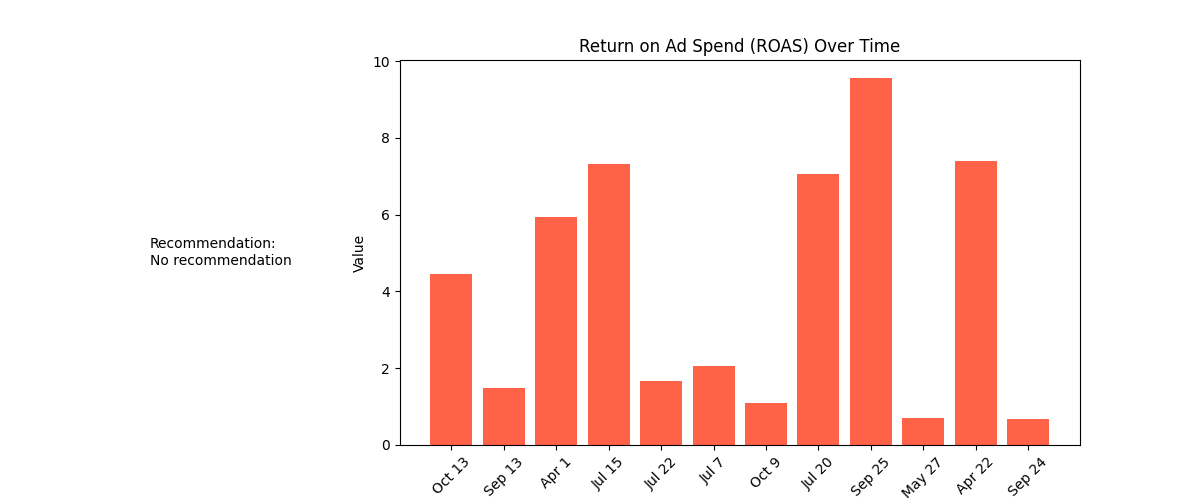 Return on Ad Spend (ROAS) Over Time
Recommendation:
No recommendation
Value
10
8
6
4
2
0
Oct 13
Sep 13
Apr 1
Jul 15
Jul 22
Jul 7
Oct 9
Jul 20
Sep 25
May 27
Apr 22
Sep 24